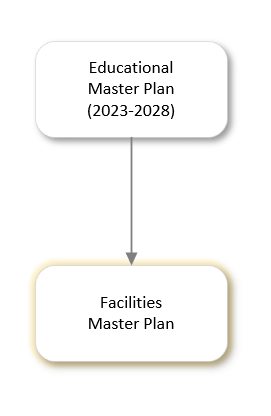 Educational
Master Plan
(2023-2028)
Facilities
Master Plan